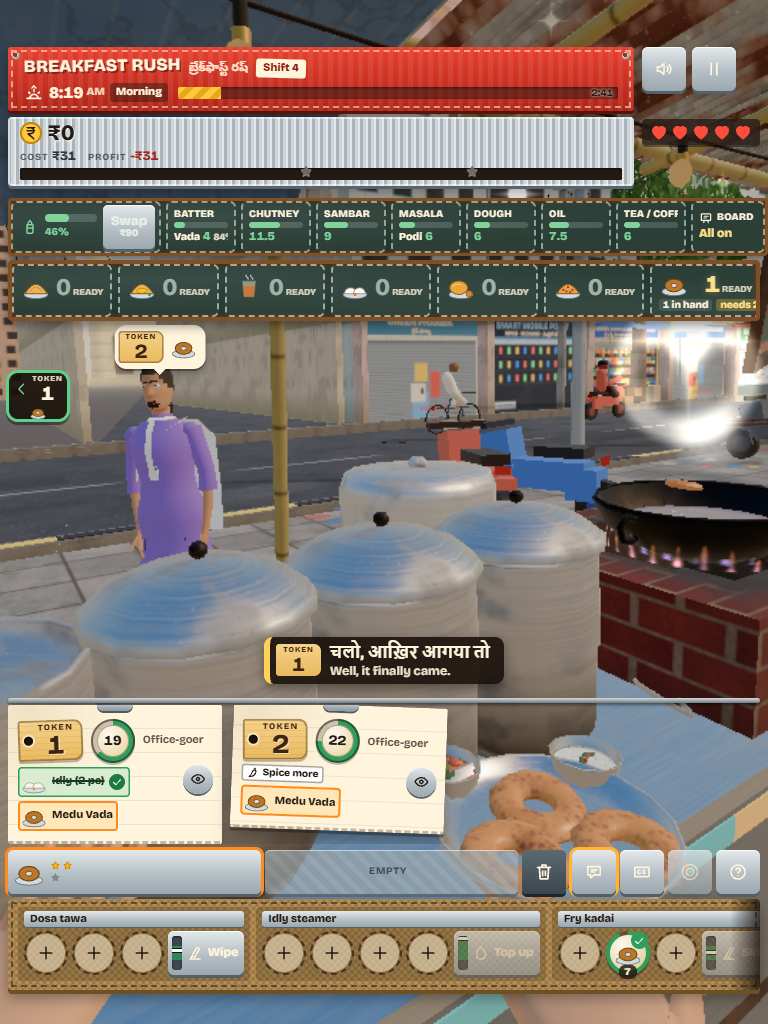 BREAKFAST RUSH బ్రేక్‌ఫాస్ట్ రష్ Shift 4
8:19 AM Morning 2:41
₹0
COST ₹31 PROFIT -₹31
46% Swap ₹90
BATTER Vada 4 84%
CHUTNEY 11.5
SAMBAR 9
MASALA Podi 6
DOUGH 6
OIL 7.5
TEA / COFF 6
BOARD All on
0 READY
0 READY
0 READY
0 READY
0 READY
0 READY
1 READY
1 in hand needs 2
TOKEN 2
TOKEN 1
TOKEN 1
चलो, आख़िर आगया तो
Well, it finally came.
TOKEN 1 19 Office-goer
Idly (2 pc)
Medu Vada
TOKEN 2 22 Office-goer
Spice more
Medu Vada
EMPTY
Dosa tawa
Wipe
Idly steamer
Top up
Fry kadai
7